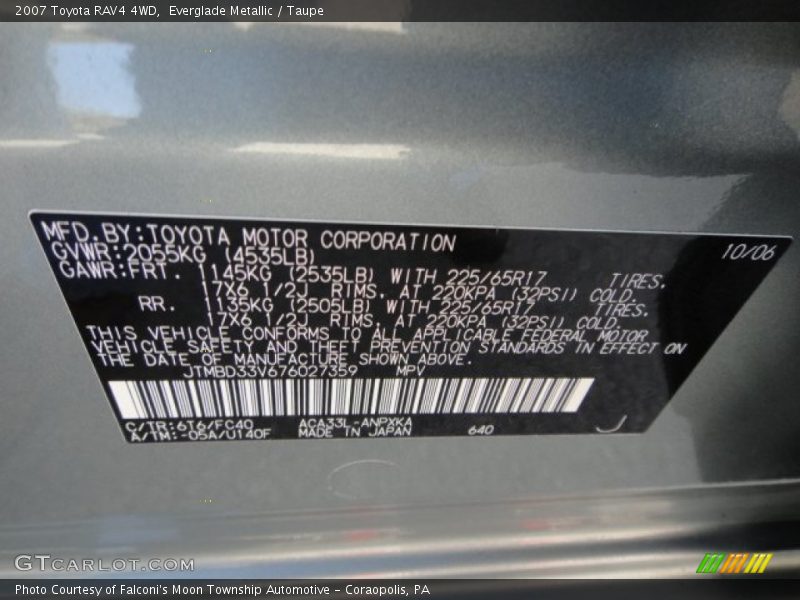 2007 Toyota RAV4 4WD,  Everglade Metallic / Taupe
MFD.BY:TOYOTA MOTOR CORPORATION 10/06
GVWR:2055KG (4535LB)
GAWR:FRT. 1145KG (2535LB) WITH 225/65R17 TIRES.
17X6 1/2J RIMS, AT 220KPA (32PSI) COLD.
RR. 1135KG (2505LB) WITH 225/65R17 TIRES.
17X6 1/2J RIMS, AT 220KPA (32PSI) COLD.
THIS VEHICLE CONFORMS TO ALL APPLICABLE FEDERAL MOTOR
VEHICLE SAFETY AND THEFT PREVENTION STANDARDS IN EFFECT ON
THE DATE OF MANUFACTURE SHOWN ABOVE.
JTMBD33V676027359 MPV
C/TR:6T6/FC40 ACA33L-ANPXKA
A/TM:-05A/U140F MADE IN JAPAN 640
GTCARLOT.COM
Photo Courtesy of Falconi's Moon Township Automotive – Coraopolis, PA